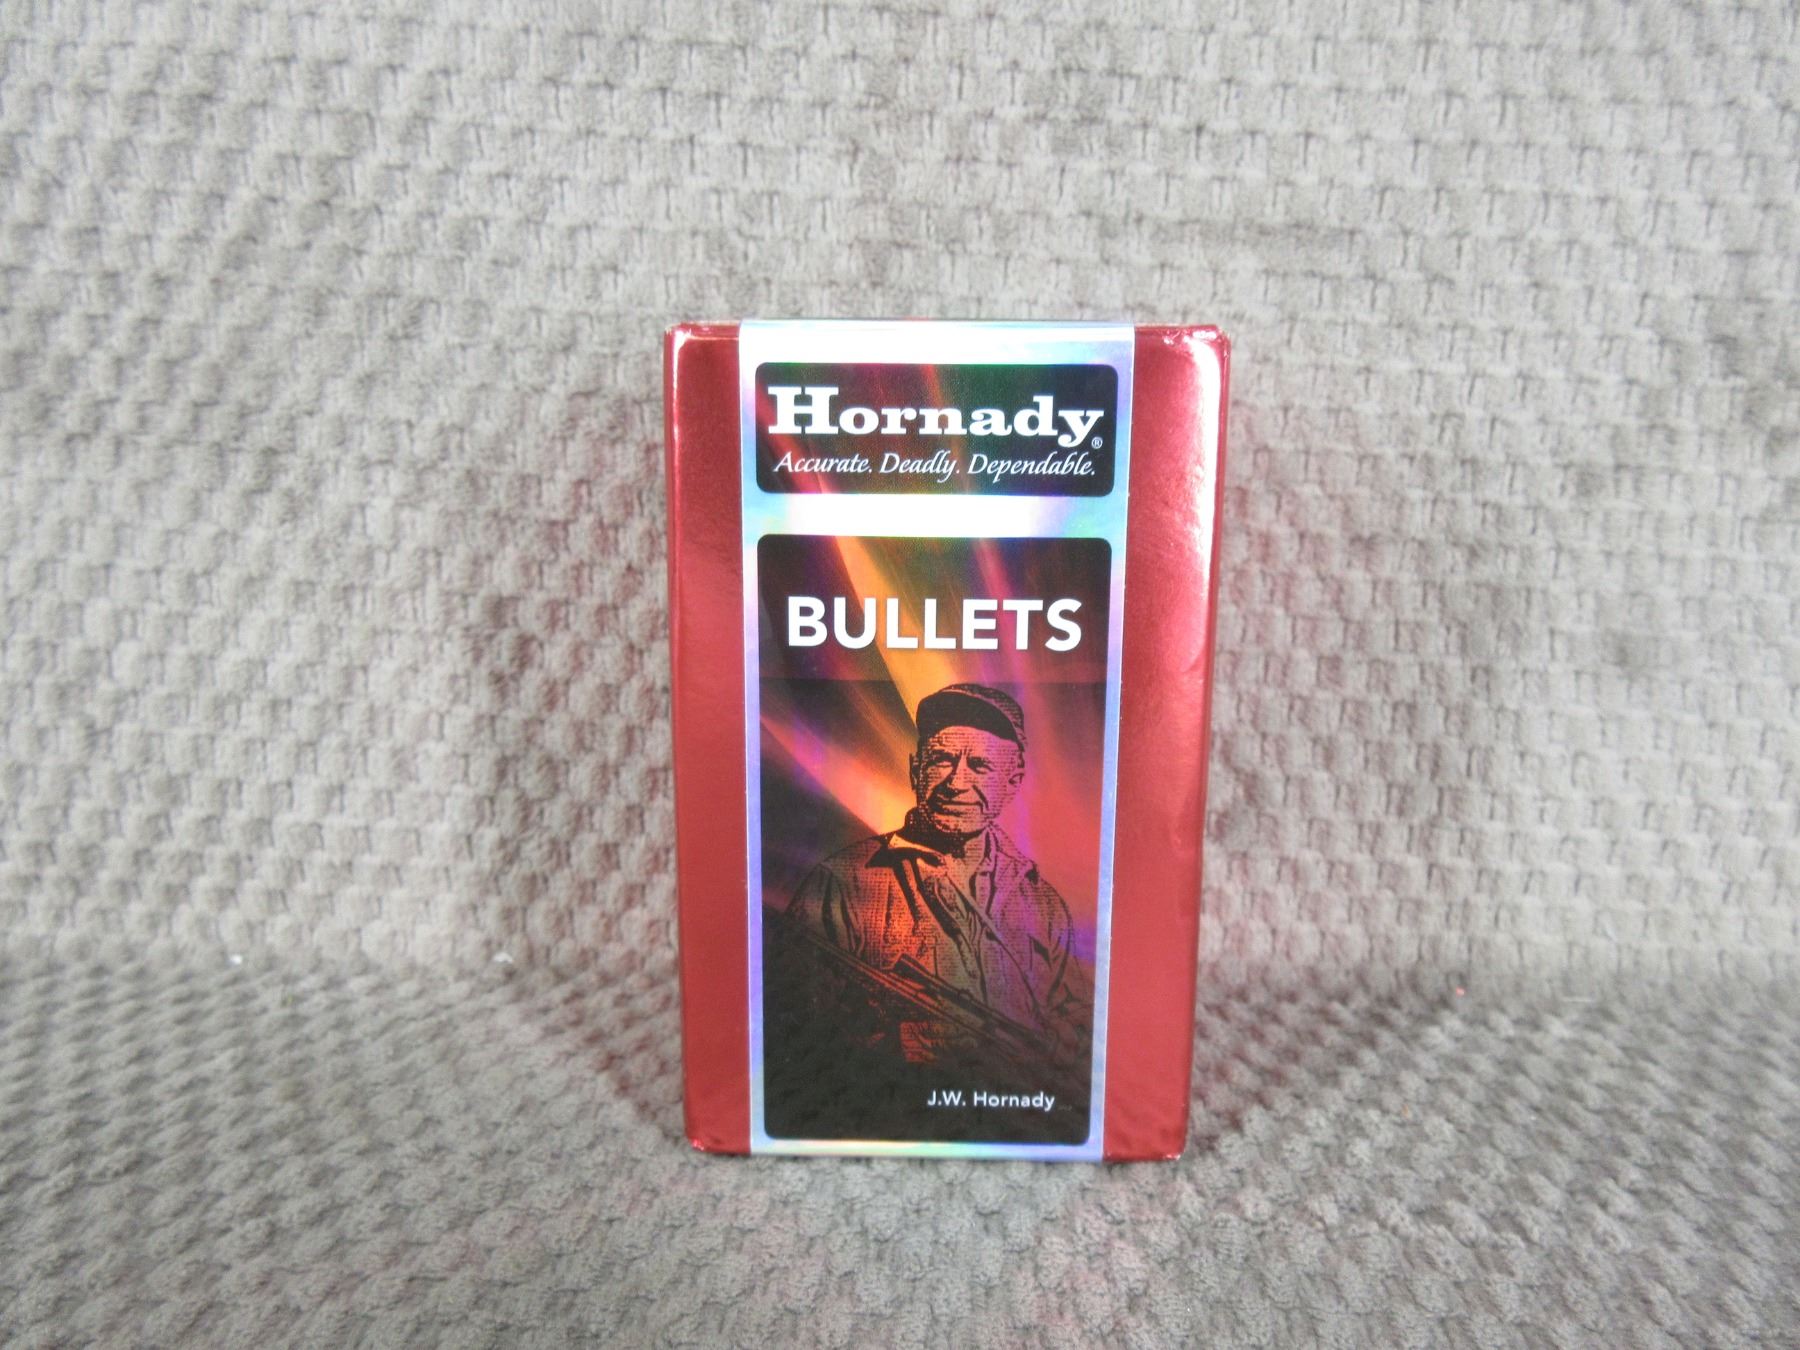 Hornady®
Accurate. Deadly. Dependable.
BULLETS
J.W. Hornady